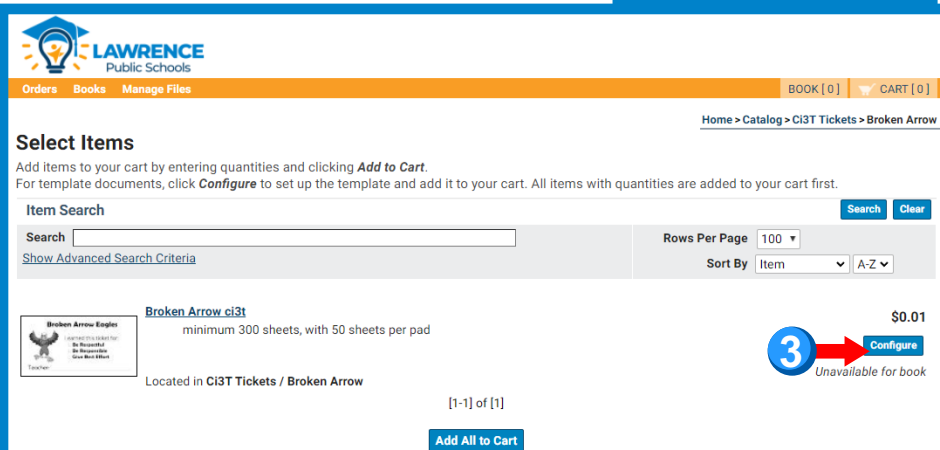 LAWRENCE
Public Schools
Orders Books Manage Files BOOK [ 0 ] CART [ 0 ]
Home > Catalog > Ci3T Tickets > Broken Arrow
Select Items
Add items to your cart by entering quantities and clicking Add to Cart.
For template documents, click Configure to set up the template and add it to your cart. All items with quantities are added to your cart first.
Item Search Search Clear
Search Rows Per Page 100
Show Advanced Search Criteria Sort By Item A-Z
Broken Arrow ci3t $0.01
minimum 300 sheets, with 50 sheets per pad
Broken Arrow Eagles
I earned this ticket for:
Be Respectful
Be Responsible
Give Best Effort
Teacher
3 Configure
Unavailable for book
Located in Ci3T Tickets / Broken Arrow
[1-1] of [1]
Add All to Cart